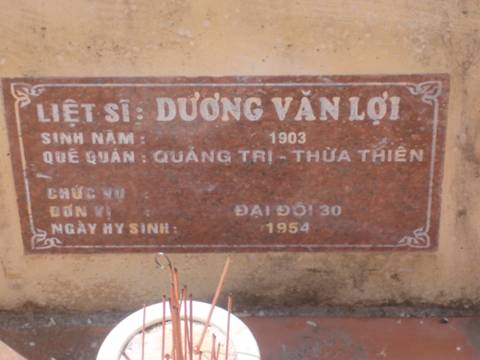 LIỆT SĨ: DƯƠNG VĂN LỢI
SINH NĂM: 1903
QUÊ QUÁN: QUẢNG TRỊ - THỪA THIÊN
CHỨC VỤ :
ĐƠN VỊ : ĐẠI ĐỘI 30
NGÀY HY SINH: 1954